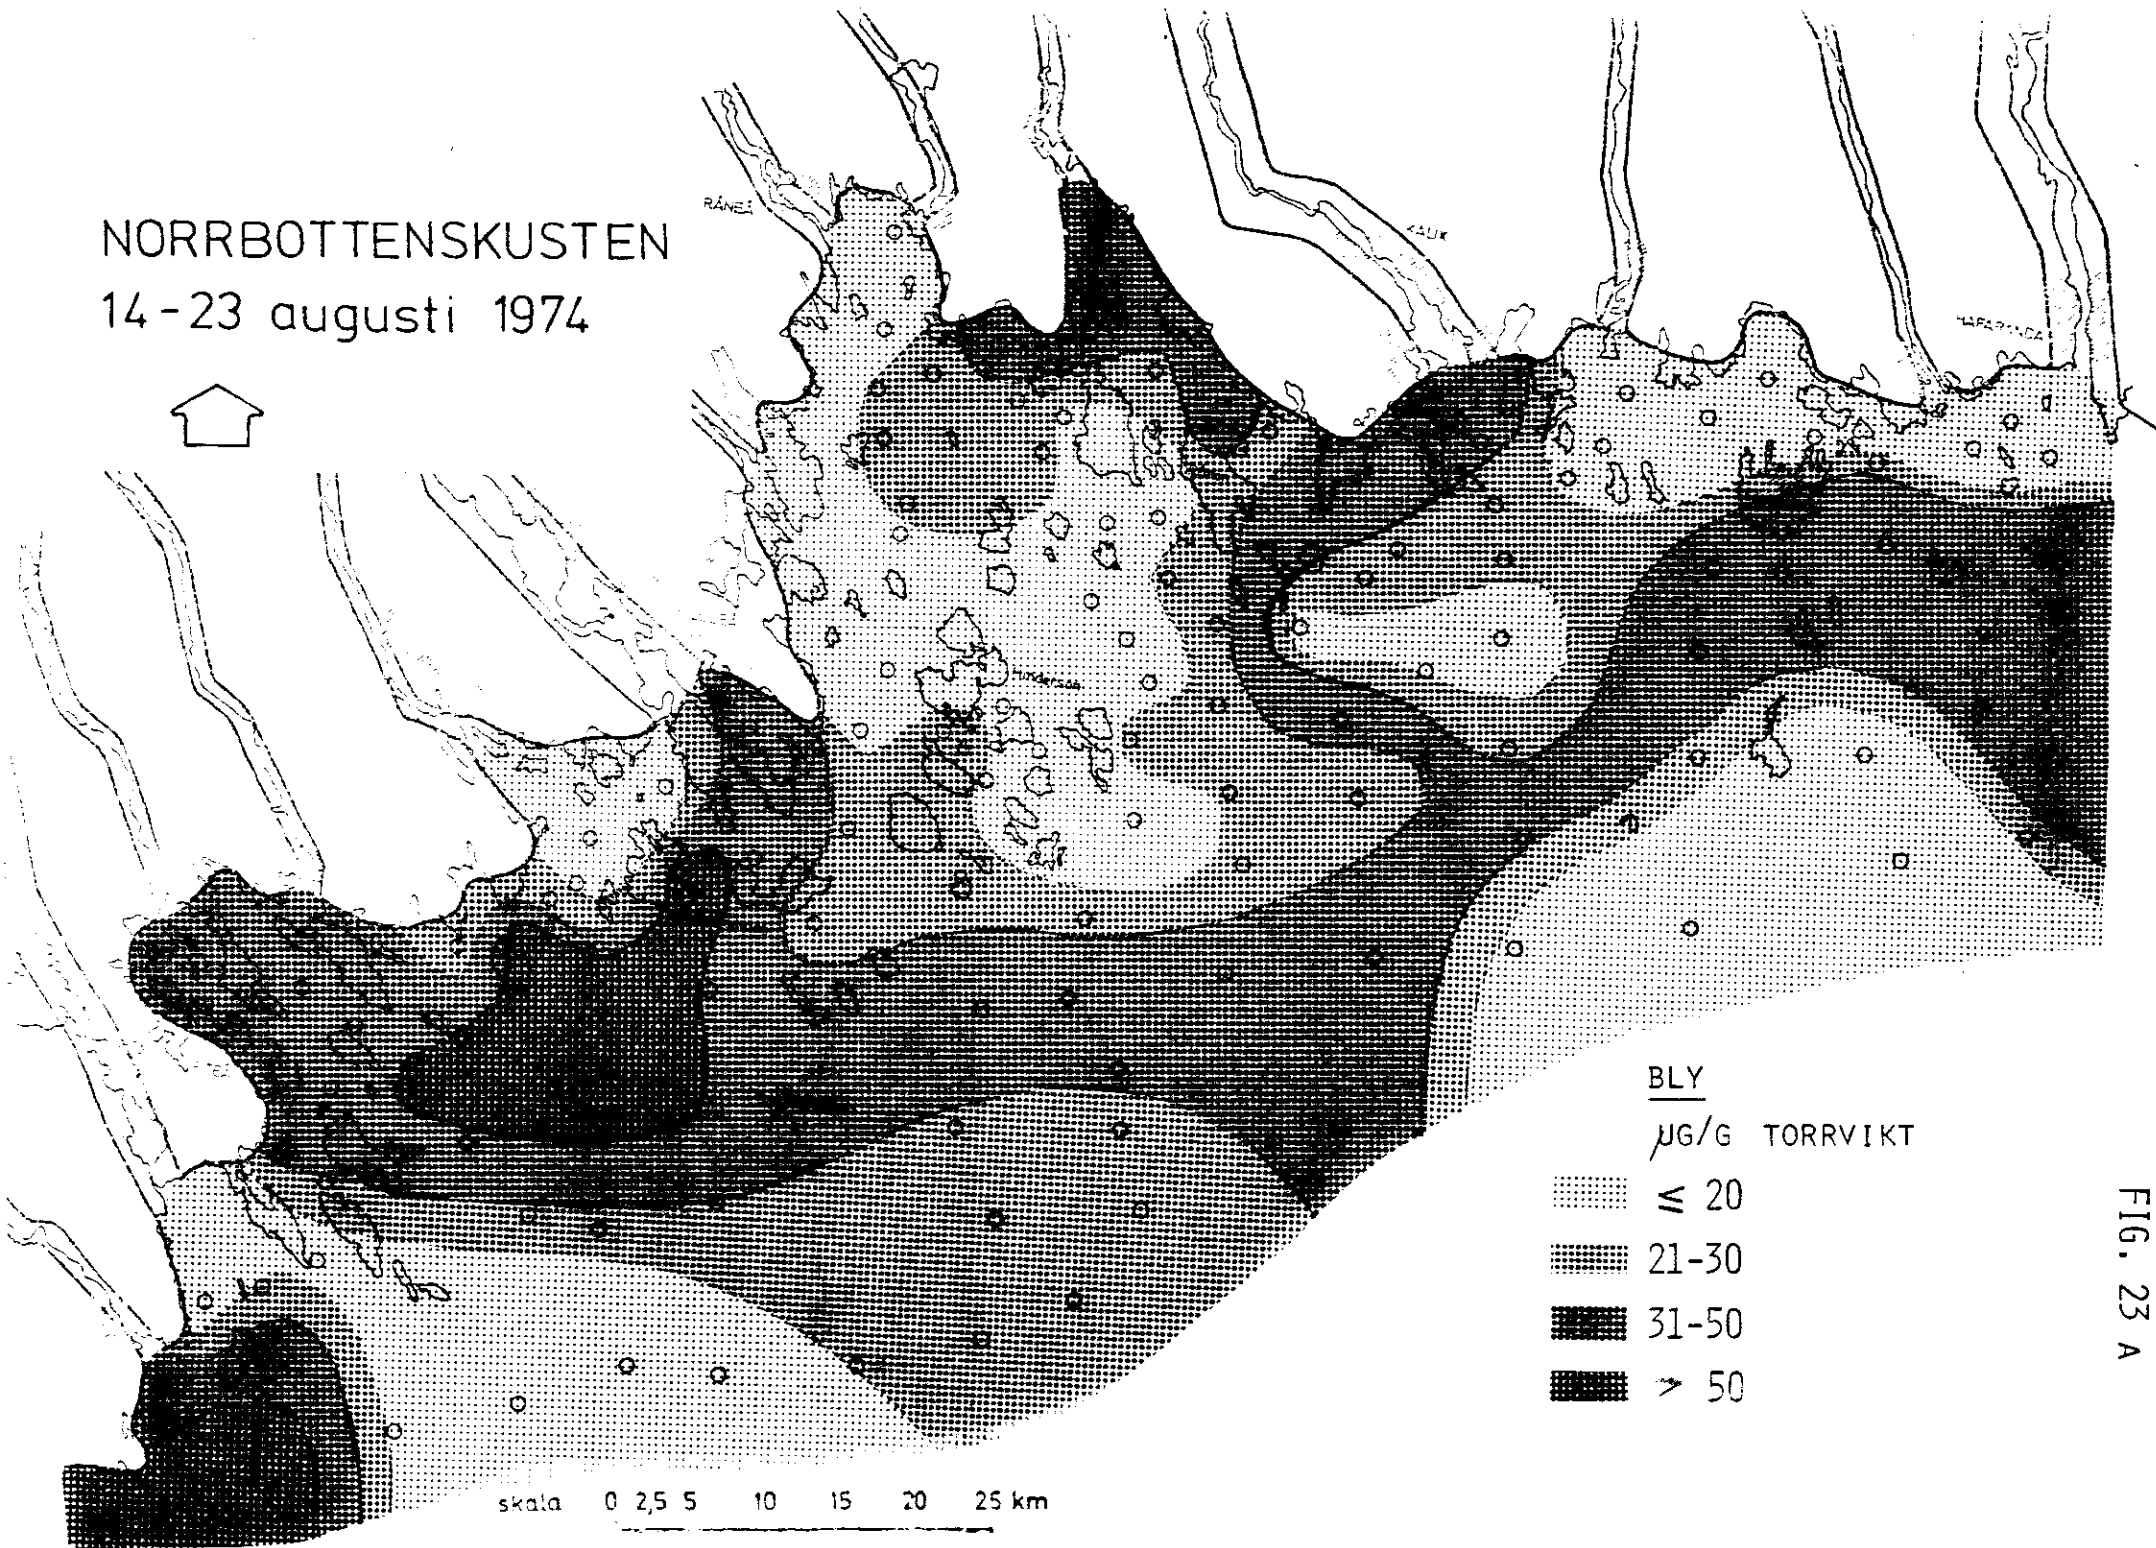 NORRBOTTENSKUSTEN
14-23 augusti 1974
RÅNEÅ
KALIX
HAPARANDA
Hindersön
BLY
µG/G TORRVIKT
≤ 20
21-30
31-50
> 50
skala 0 2,5 5 10 15 20 25 km
FIG. 23 A